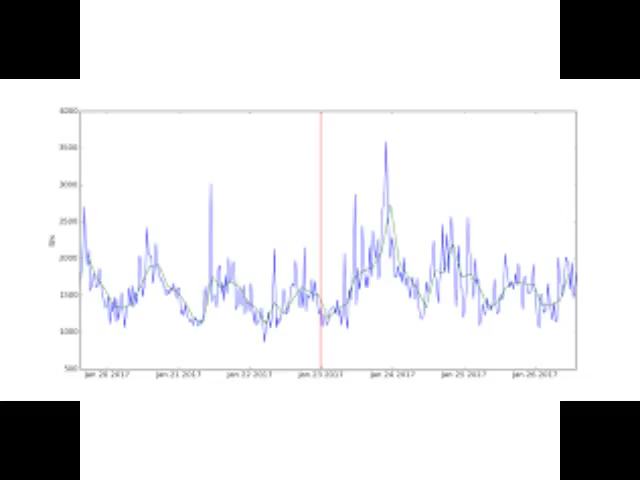 4000
3500
3000
2500
2000
1500
1000
500
Jan 20 2017
Jan 21 2017
Jan 22 2017
Jan 23 2017
Jan 24 2017
Jan 25 2017
Jan 26 2017